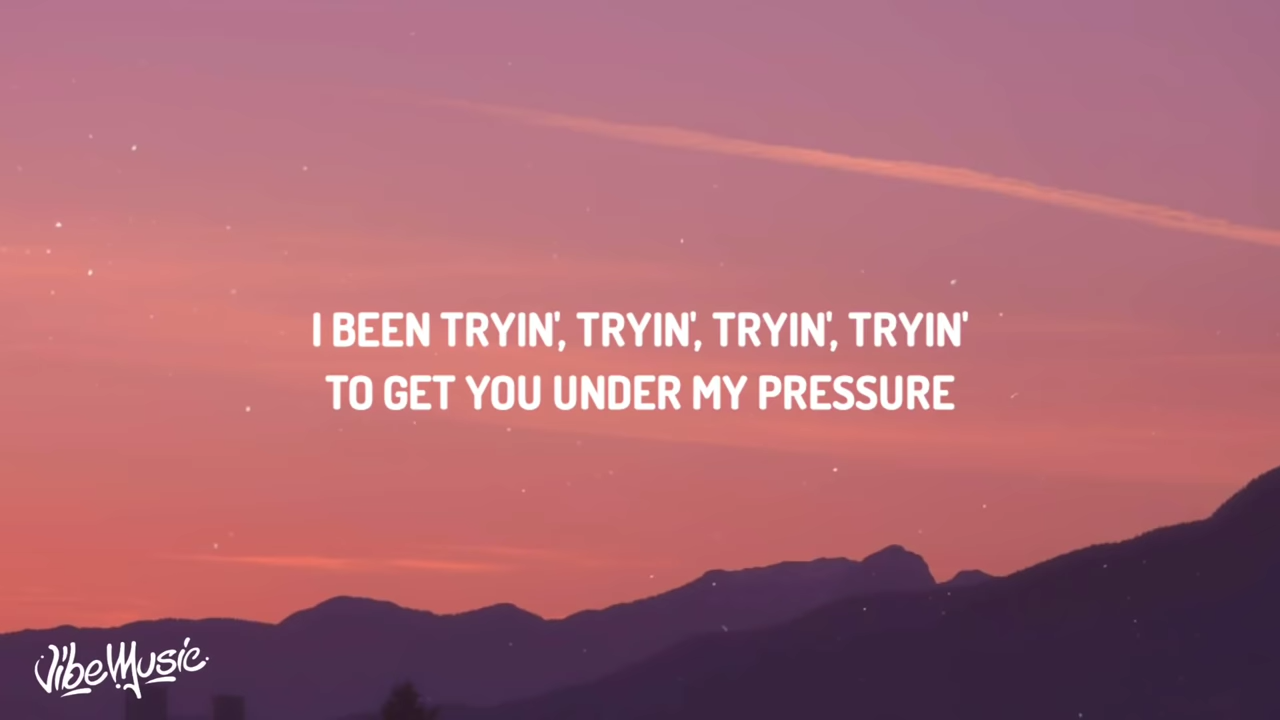 I BEEN TRYIN', TRYIN', TRYIN', TRYIN'
TO GET YOU UNDER MY PRESSURE
VibeMusic